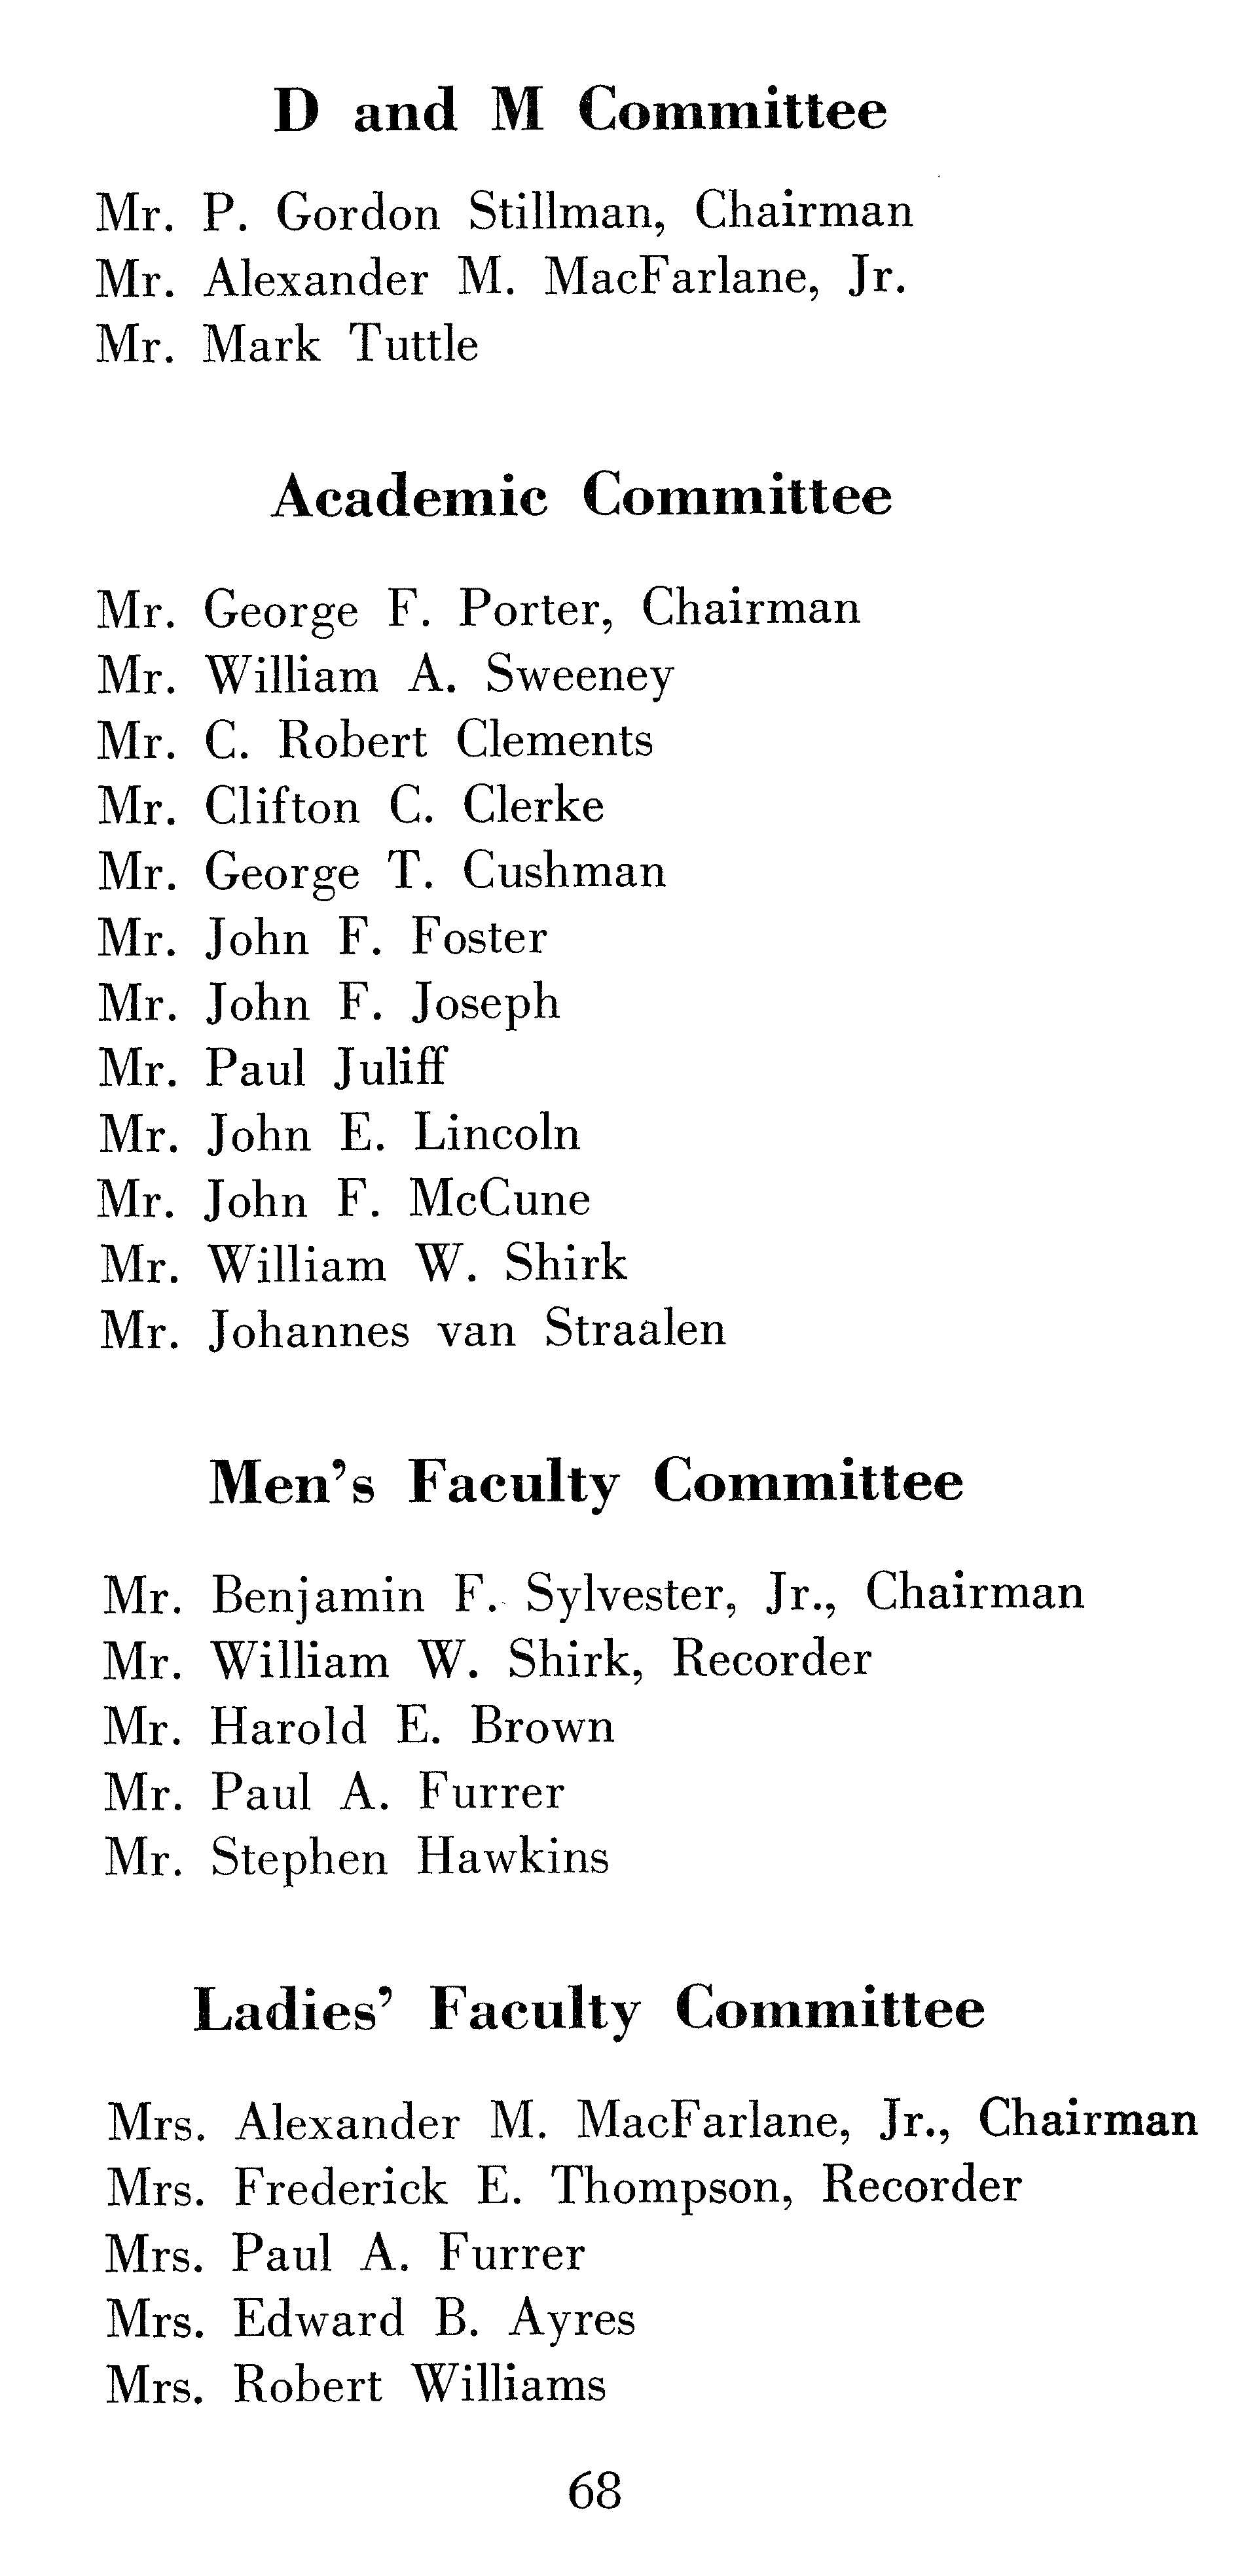 D and M Committee
Mr. P. Gordon Stillman, Chairman
Mr. Alexander M. MacFarlane, Jr.
Mr. Mark Tuttle
Academic Committee
Mr. George F. Porter, Chairman
Mr. William A. Sweeney
Mr. C. Robert Clements
Mr. Clifton C. Clerke
Mr. George T. Cushman
Mr. John F. Foster
Mr. John F. Joseph
Mr. Paul Juliff
Mr. John E. Lincoln
Mr. John F. McCune
Mr. William W. Shirk
Mr. Johannes van Straalen
Men's Faculty Committee
Mr. Benjamin F. Sylvester, Jr., Chairman
Mr. William W. Shirk, Recorder
Mr. Harold E. Brown
Mr. Paul A. Furrer
Mr. Stephen Hawkins
Ladies' Faculty Committee
Mrs. Alexander M. MacFarlane, Jr., Chairman
Mrs. Frederick E. Thompson, Recorder
Mrs. Paul A. Furrer
Mrs. Edward B. Ayres
Mrs. Robert Williams
68